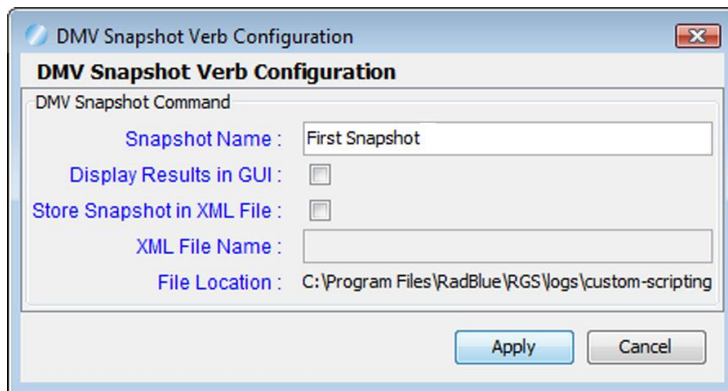 DMV Snapshot Verb Configuration
DMV Snapshot Verb Configuration
DMV Snapshot Command
Snapshot Name : First Snapshot
Display Results in GUI :
Store Snapshot in XML File :
XML File Name :
File Location : C:\Program Files\RadBlue\RGS\logs\custom-scripting
Apply Cancel